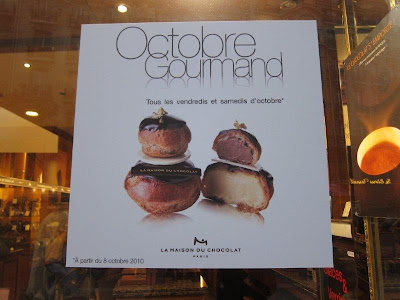 Octobre
Gourmand
Tous les vendredis et samedis d'octobre*
LA MAISON DU CHOCOLAT
LA MAISON DU CHOCOLAT
PARIS
*À partir du 8 octobre 2010